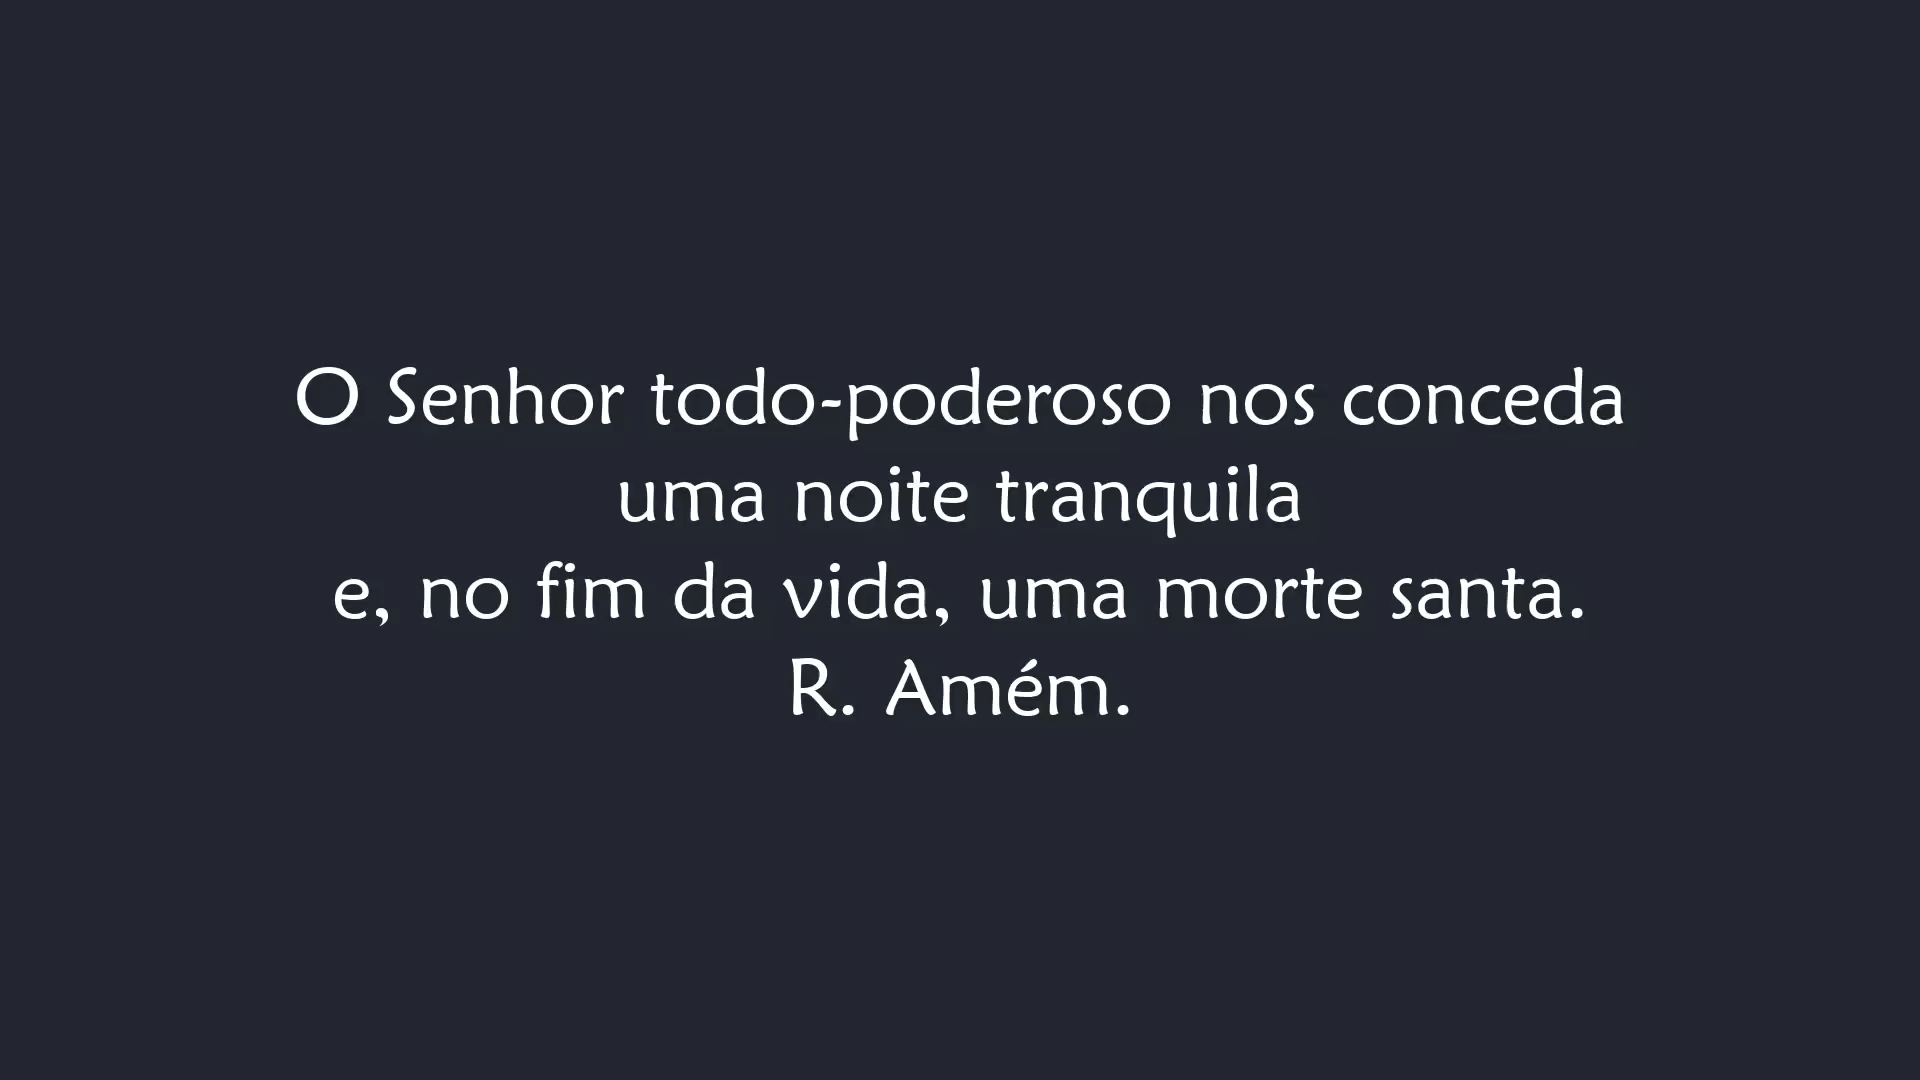 O Senhor todo-poderoso nos conceda
uma noite tranquila
e, no fim da vida, uma morte santa.
R. Amém.